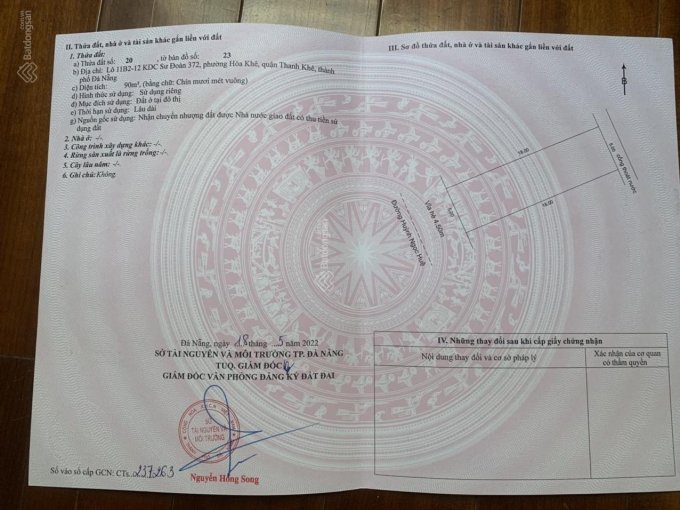 II. Thửa đất, nhà ở và tài sản khác gắn liền với đất
1. Thửa đất:
a) Thửa đất số: 20 , tờ bản đồ số: 23
b) Địa chỉ: Lô 11B2-12 KDC Sư Đoàn 372, phường Hòa Khê, quận Thanh Khê, thành
phố Đà Nẵng
c) Diện tích: 90m², (bằng chữ: Chín mươi mét vuông)
d) Hình thức sử dụng: Sử dụng riêng
đ) Mục đích sử dụng: Đất ở tại đô thị
e) Thời hạn sử dụng: Lâu dài
g) Nguồn gốc sử dụng: Nhận chuyển nhượng đất được Nhà nước giao đất có thu tiền sử
dụng đất
2. Nhà ở: -/-.
3. Công trình xây dựng khác: -/-.
4. Rừng sản xuất là rừng trồng: -/-.
5. Cây lâu năm: -/-.
6. Ghi chú: Không.
Đà Nẵng, ngày 18 tháng 5 năm 2022
SỞ TÀI NGUYÊN VÀ MÔI TRƯỜNG TP. ĐÀ NẴNG
TUQ. GIÁM ĐỐC
GIÁM ĐỐC VĂN PHÒNG ĐĂNG KÝ ĐẤT ĐAI
SỞ
TÀI NGUYÊN VÀ
MÔI TRƯỜNG
Nguyễn Hồng Song
Số vào sổ cấp GCN: CTs. 237263
III. Sơ đồ thửa đất, nhà ở và tài sản khác gắn liền với đất
B
18.00
5.00
cống thoát nước
18.00
5.00
Vỉa hè 4.50m
Đường Huỳnh Ngọc Huệ
IV. Những thay đổi sau khi cấp giấy chứng nhận
Nội dung thay đổi và cơ sở pháp lý
Xác nhận của cơ quan
có thẩm quyền
Batdongsan
Batdongsan